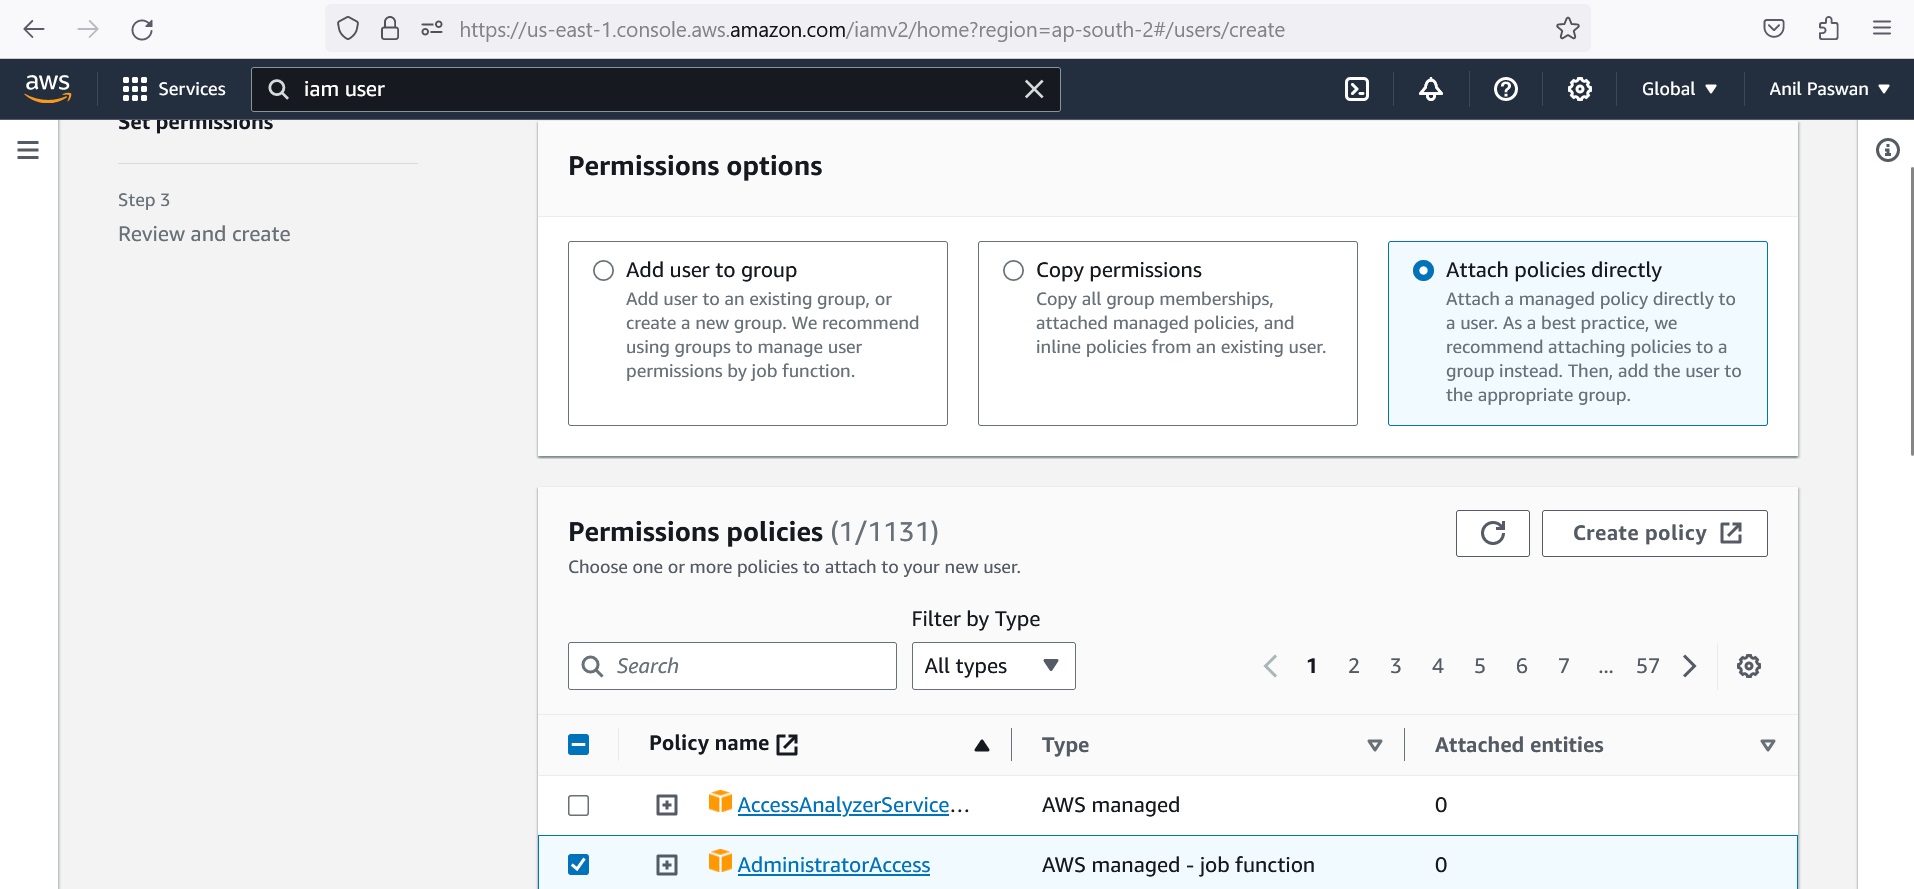 https://us-east-1.console.aws.amazon.com/iamv2/home?region=ap-south-2#/users/create
aws
Services
iam user
Global
Anil Paswan
Set permissions
Step 3
Review and create
Permissions options
Add user to group
Add user to an existing group, or
create a new group. We recommend
using groups to manage user
permissions by job function.
Copy permissions
Copy all group memberships,
attached managed policies, and
inline policies from an existing user.
Attach policies directly
Attach a managed policy directly to
a user. As a best practice, we
recommend attaching policies to a
group instead. Then, add the user to
the appropriate group.
Permissions policies (1/1131)
Choose one or more policies to attach to your new user.
Create policy
Filter by Type
Search
All types
1 2 3 4 5 6 7 ... 57
Policy name Type Attached entities
AccessAnalyzerService... AWS managed 0
AdministratorAccess AWS managed - job function 0